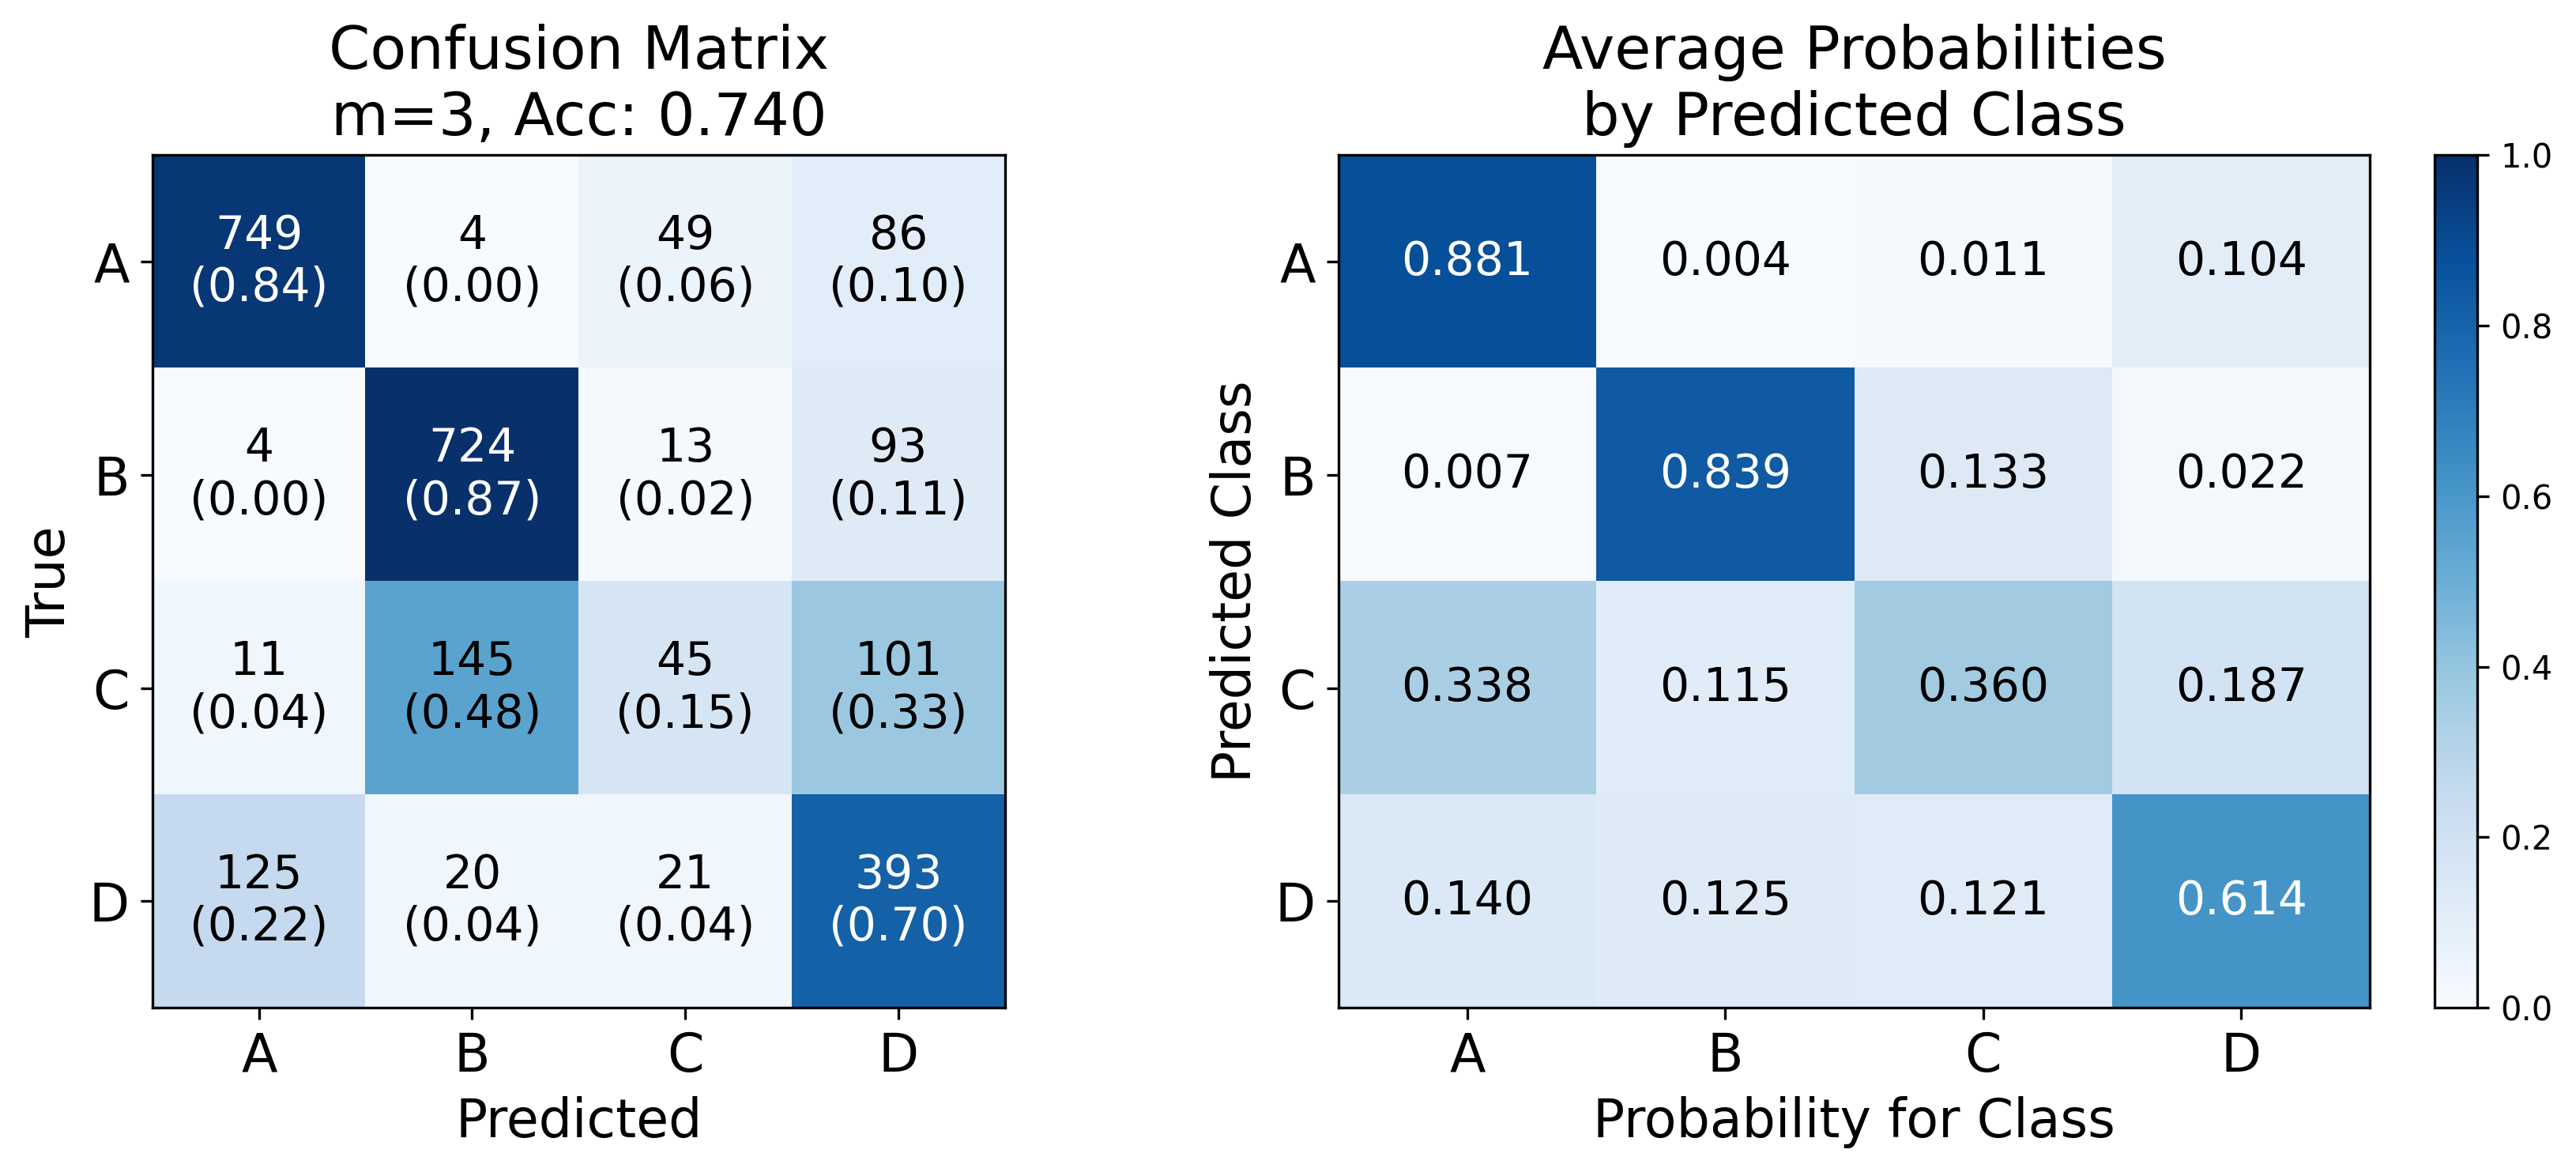 Confusion Matrix
m=3, Acc: 0.740
True
A
749
(0.84)
4
(0.00)
49
(0.06)
86
(0.10)
B
4
(0.00)
724
(0.87)
13
(0.02)
93
(0.11)
C
11
(0.04)
145
(0.48)
45
(0.15)
101
(0.33)
D
125
(0.22)
20
(0.04)
21
(0.04)
393
(0.70)
A B C D
Predicted
Average Probabilities
by Predicted Class
Predicted Class
A 0.881 0.004 0.011 0.104
B 0.007 0.839 0.133 0.022
C 0.338 0.115 0.360 0.187
D 0.140 0.125 0.121 0.614
A B C D
Probability for Class
1.0
0.8
0.6
0.4
0.2
0.0